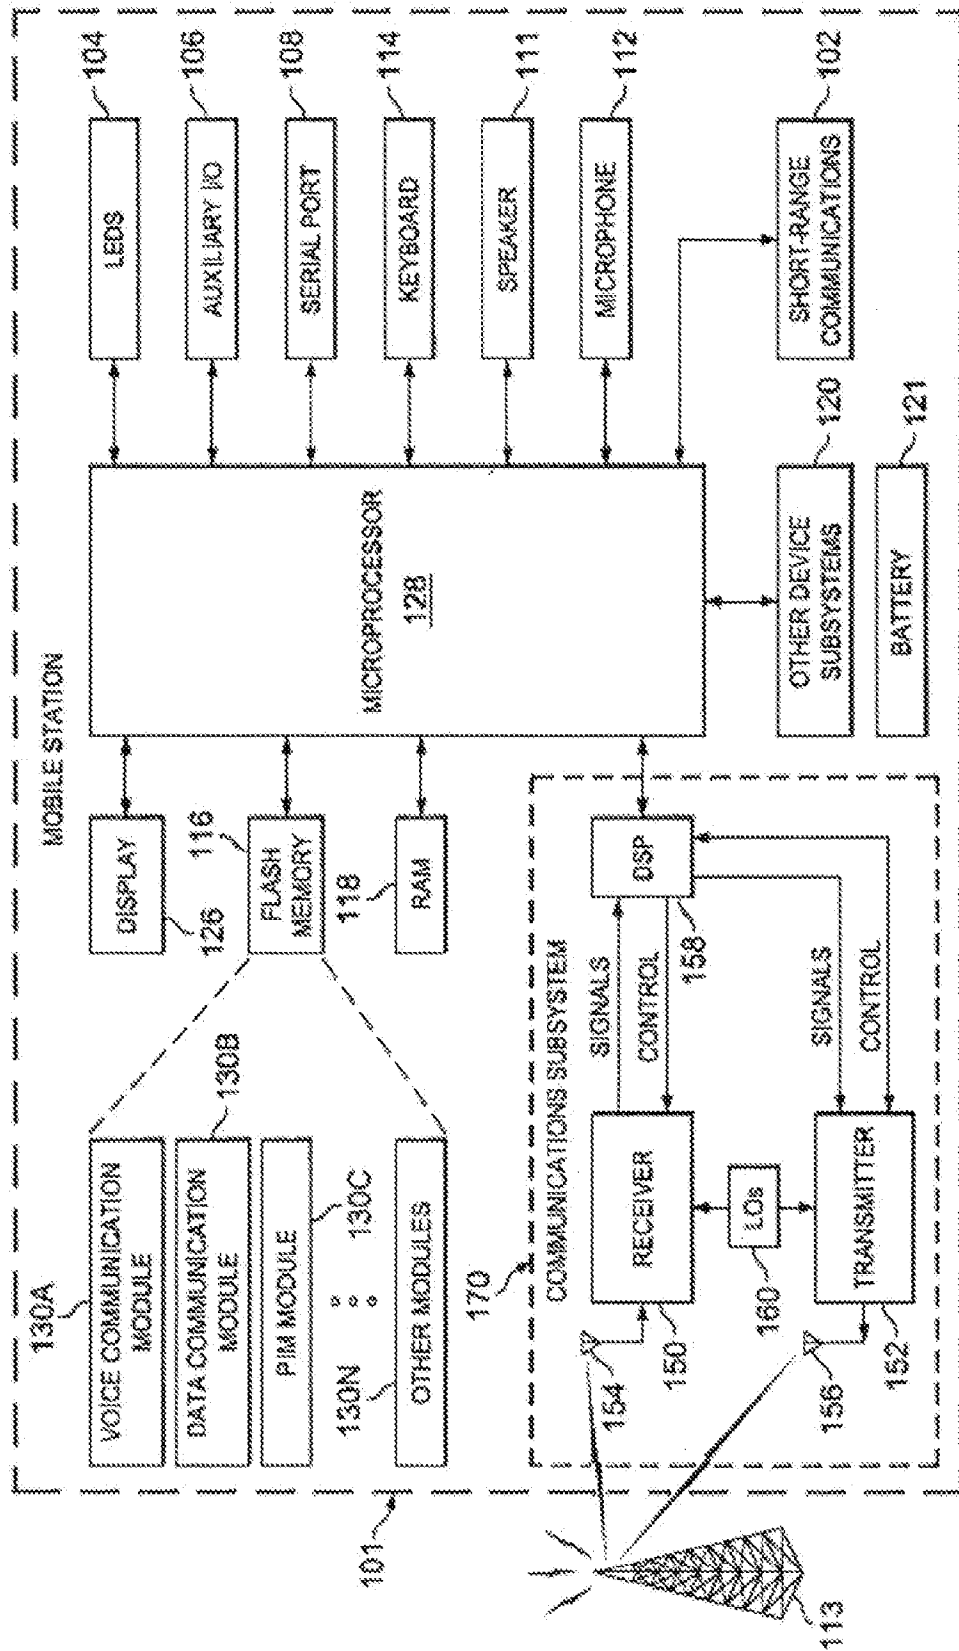 MOBILE STATION
130A
VOICE COMMUNICATION
MODULE
DATA COMMUNICATION
MODULE
130B
PIM MODULE
130C
130N
OTHER MODULES
101
DISPLAY
126
116
FLASH
MEMORY
118
RAM
MICROPROCESSOR
128
LEDS
104
AUXILIARY I/O
106
SERIAL PORT
108
KEYBOARD
114
SPEAKER
111
MICROPHONE
112
SHORT-RANGE
COMMUNICATIONS
102
OTHER DEVICE
SUBSYSTEMS
120
BATTERY
121
170
COMMUNICATIONS SUBSYSTEM
154
RECEIVER
150
SIGNALS
CONTROL
DSP
158
LOs
160
SIGNALS
CONTROL
TRANSMITTER
152
156
113